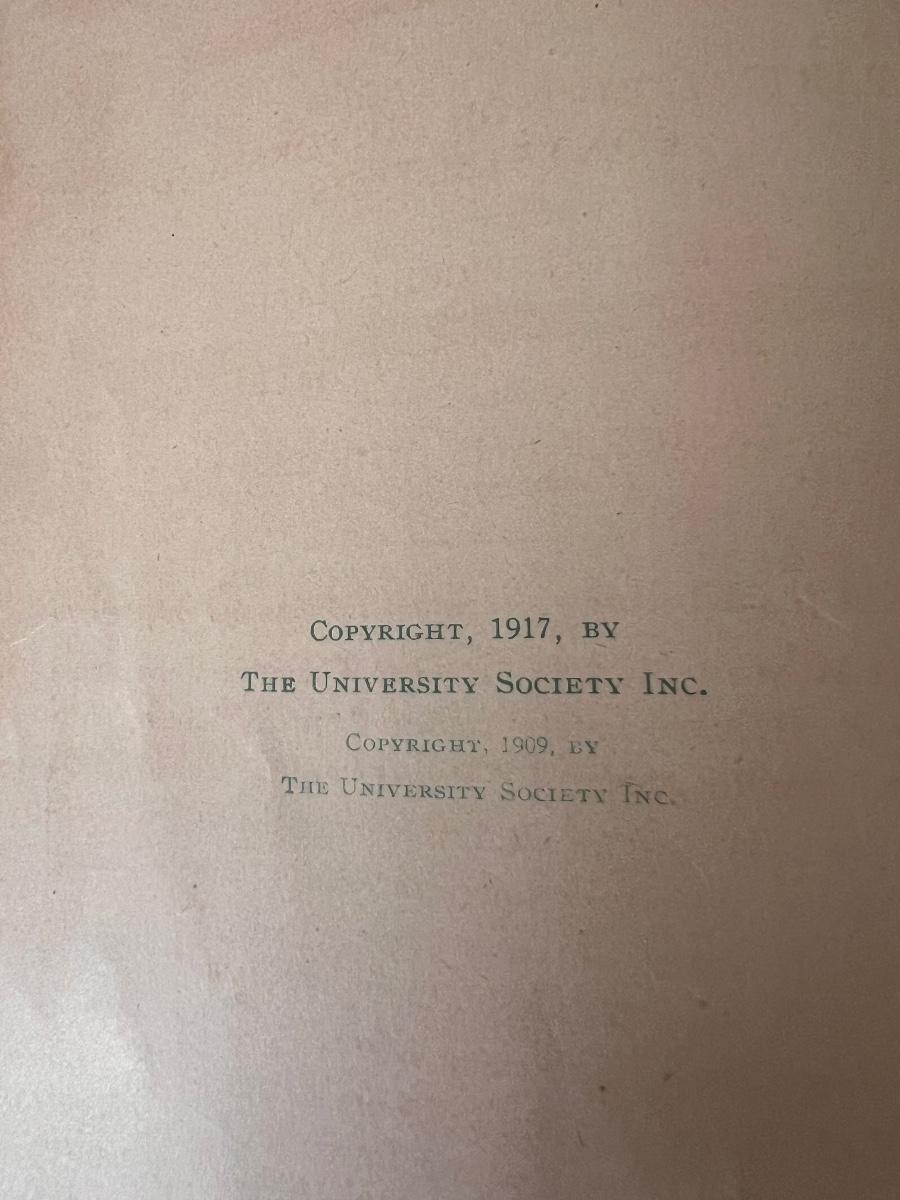 Copyright, 1917, by
The University Society Inc.
Copyright, 1909, by
The University Society Inc.